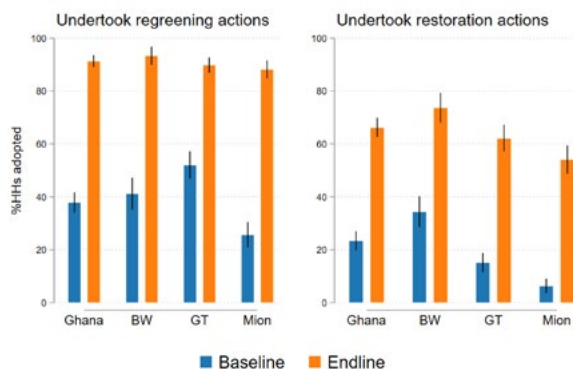 Undertook regreening actions
Undertook restoration actions
%HHs adopted
100
80
60
40
20
0
Ghana BW GT Mion
100
80
60
40
20
0
Ghana BW GT Mion
Baseline Endline